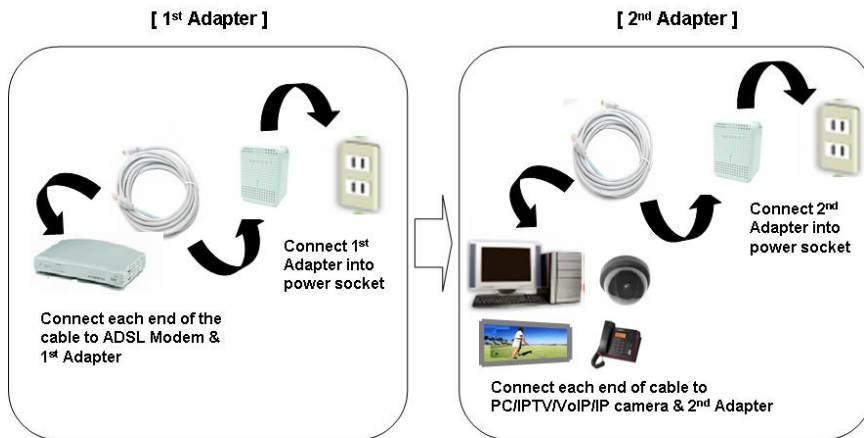 [ 1st Adapter ]
Connect 1st
Adapter into
power socket
Connect each end of the
cable to ADSL Modem &
1st Adapter
[ 2nd Adapter ]
Connect 2nd
Adapter into
power socket
Connect each end of cable to
PC/IPTV/VoIP/IP camera & 2nd Adapter